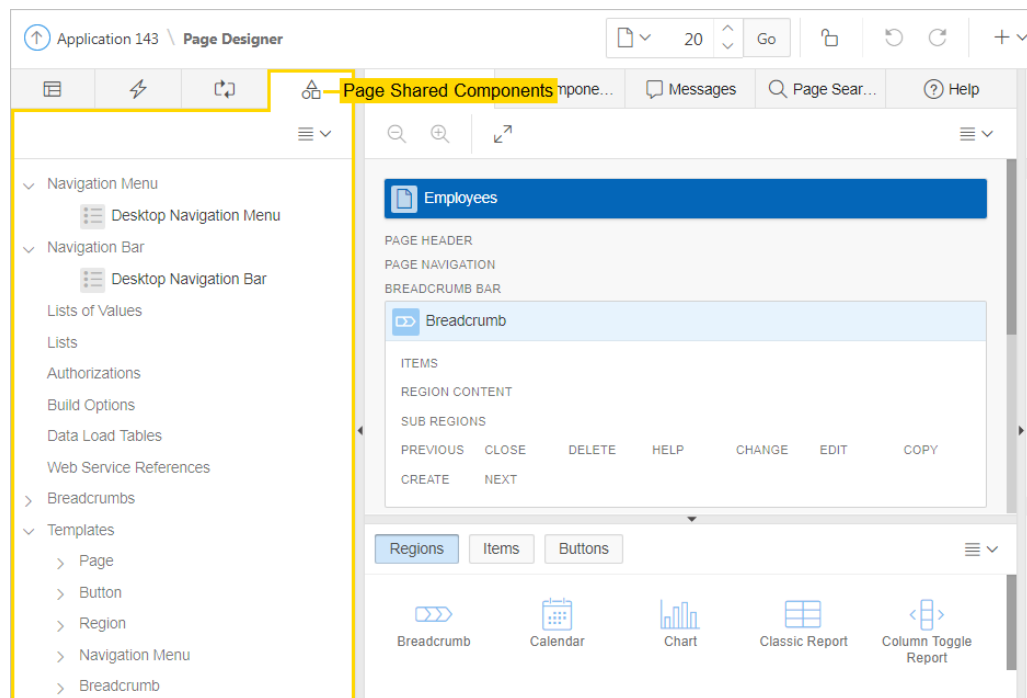 Application 143 \ Page Designer
20
Go
Page Shared Components
mpone...
Messages
Page Sear...
Help
Navigation Menu
Desktop Navigation Menu
Navigation Bar
Desktop Navigation Bar
Lists of Values
Lists
Authorizations
Build Options
Data Load Tables
Web Service References
Breadcrumbs
Templates
Page
Button
Region
Navigation Menu
Breadcrumb
Employees
PAGE HEADER
PAGE NAVIGATION
BREADCRUMB BAR
Breadcrumb
ITEMS
REGION CONTENT
SUB REGIONS
PREVIOUS CLOSE DELETE HELP CHANGE EDIT COPY
CREATE NEXT
Regions Items Buttons
Breadcrumb
Calendar
Chart
Classic Report
Column Toggle
Report